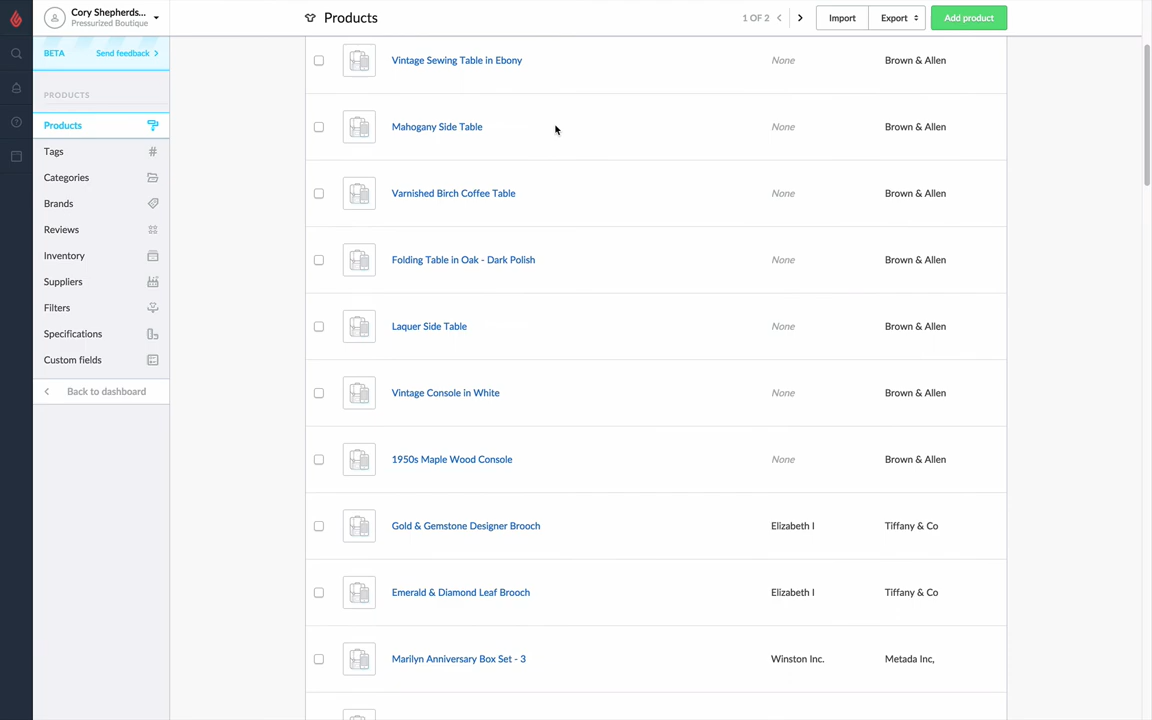 Cory Shepherds...
Pressurized Boutique
Products
1 OF 2
Import
Export
Add product
BETA
Send feedback
PRODUCTS
Products
Tags
Categories
Brands
Reviews
Inventory
Suppliers
Filters
Specifications
Custom fields
Back to dashboard
Vintage Sewing Table in Ebony None Brown & Allen
Mahogany Side Table None Brown & Allen
Varnished Birch Coffee Table None Brown & Allen
Folding Table in Oak - Dark Polish None Brown & Allen
Laquer Side Table None Brown & Allen
Vintage Console in White None Brown & Allen
1950s Maple Wood Console None Brown & Allen
Gold & Gemstone Designer Brooch Elizabeth I Tiffany & Co
Emerald & Diamond Leaf Brooch Elizabeth I Tiffany & Co
Marilyn Anniversary Box Set - 3 Winston Inc. Metada Inc,